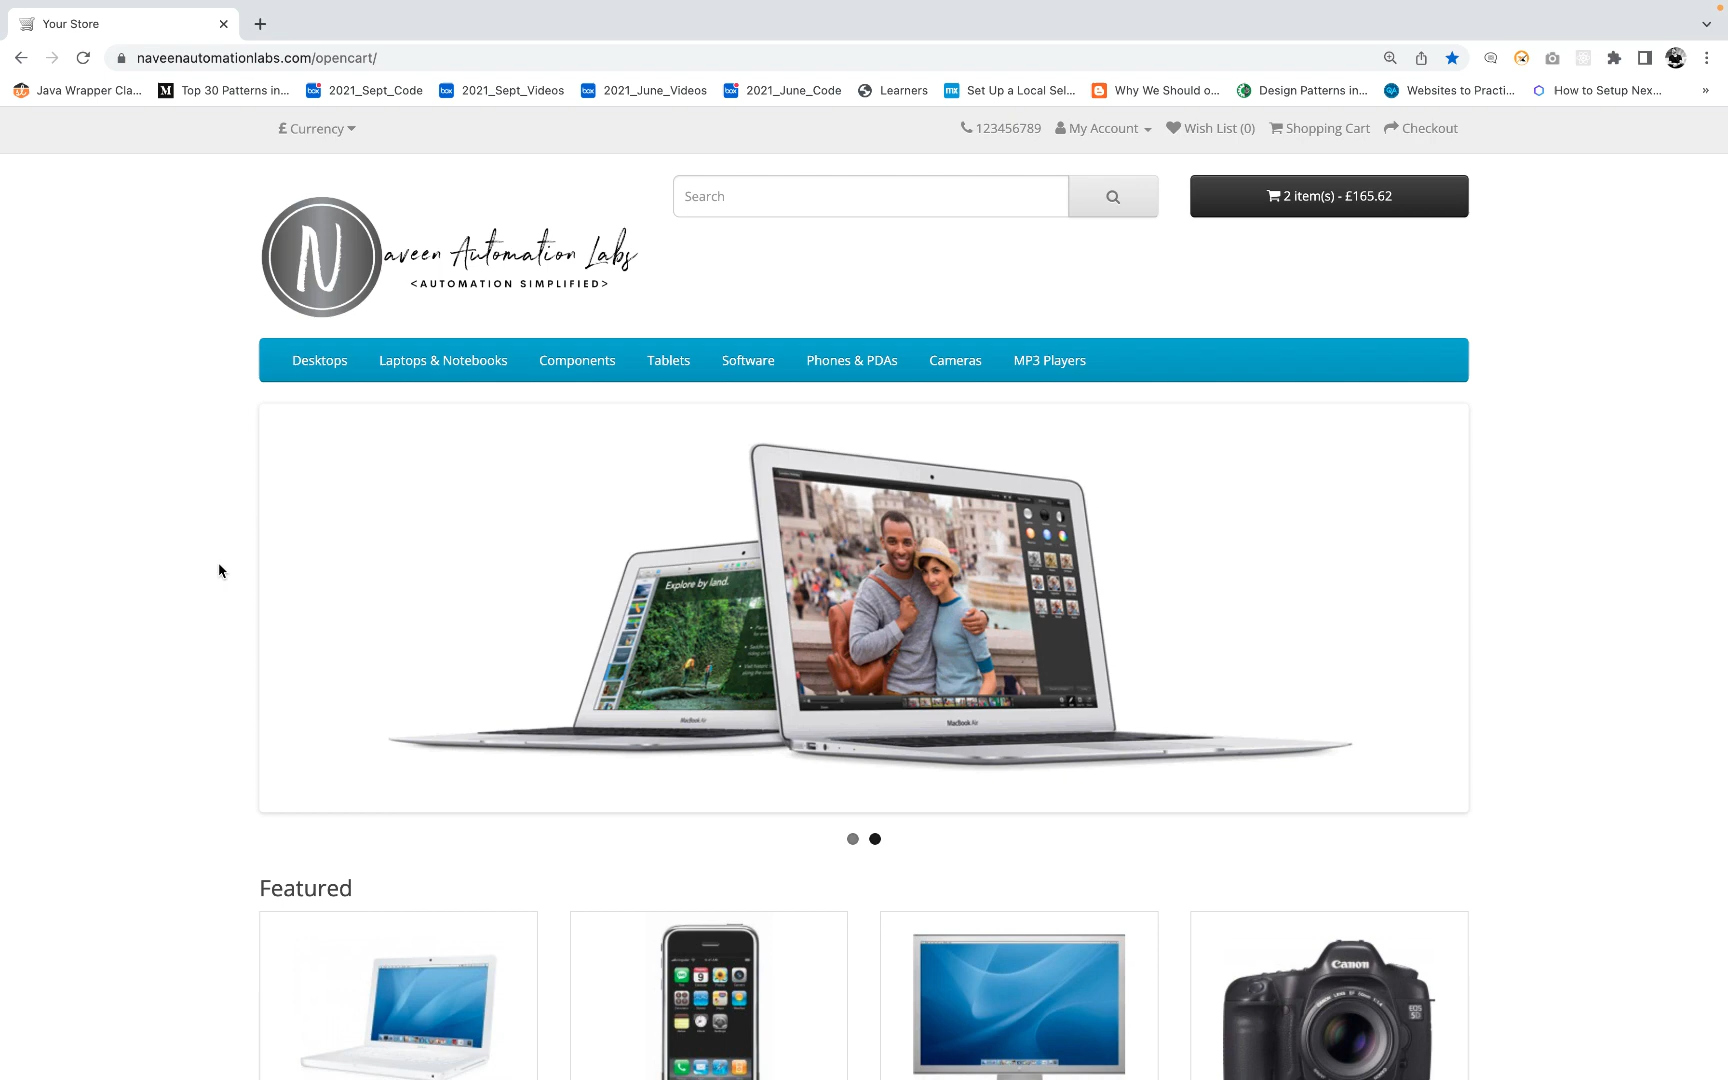 Your Store
naveenautomationlabs.com/opencart/
Java Wrapper Cla...
Top 30 Patterns in...
2021_Sept_Code
2021_Sept_Videos
2021_June_Videos
2021_June_Code
Learners
Set Up a Local Sel...
Why We Should o...
Design Patterns in...
Websites to Practi...
How to Setup Nex...
£ Currency
123456789
My Account
Wish List (0)
Shopping Cart
Checkout
Search
2 item(s) - £165.62
Naveen Automation Labs
<AUTOMATION SIMPLIFIED>
Desktops
Laptops & Notebooks
Components
Tablets
Software
Phones & PDAs
Cameras
MP3 Players
Explore by land.
MacBook Air
MacBook Air
Featured
Canon
EOS
5D